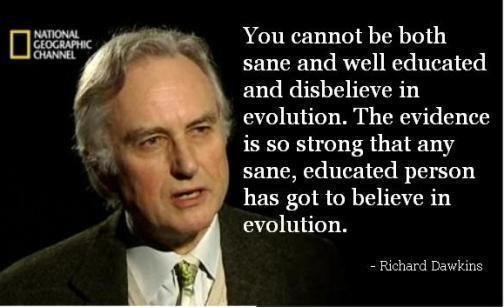 NATIONAL
GEOGRAPHIC
CHANNEL
You cannot be both
sane and well educated
and disbelieve in
evolution. The evidence
is so strong that any
sane, educated person
has got to believe in
evolution.
- Richard Dawkins